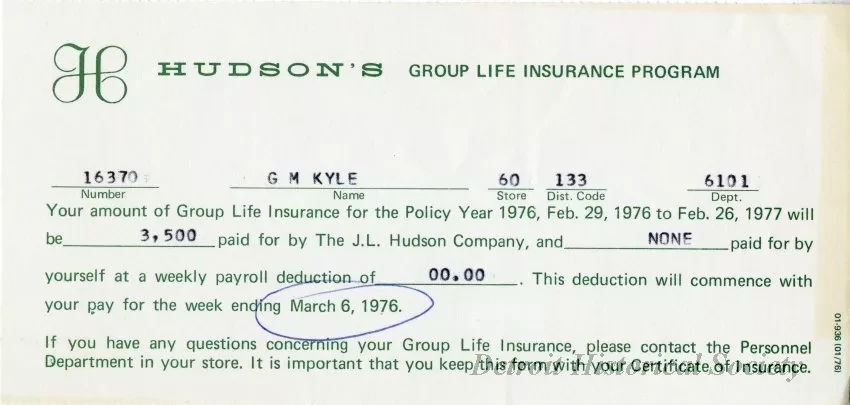 H HUDSON'S GROUP LIFE INSURANCE PROGRAM
16370 G M KYLE 60 133 6101
Number Name Store Dist. Code Dept.
Your amount of Group Life Insurance for the Policy Year 1976, Feb. 29, 1976 to Feb. 26, 1977 will
be 3,500 paid for by The J.L. Hudson Company, and NONE paid for by
yourself at a weekly payroll deduction of 00.00. This deduction will commence with
your pay for the week ending March 6, 1976.
If you have any questions concerning your Group Life Insurance, please contact the Personnel
Department in your store. It is important that you keep this form with your Certificate of Insurance.
Detroit Historical Society
01-936 (01/76)